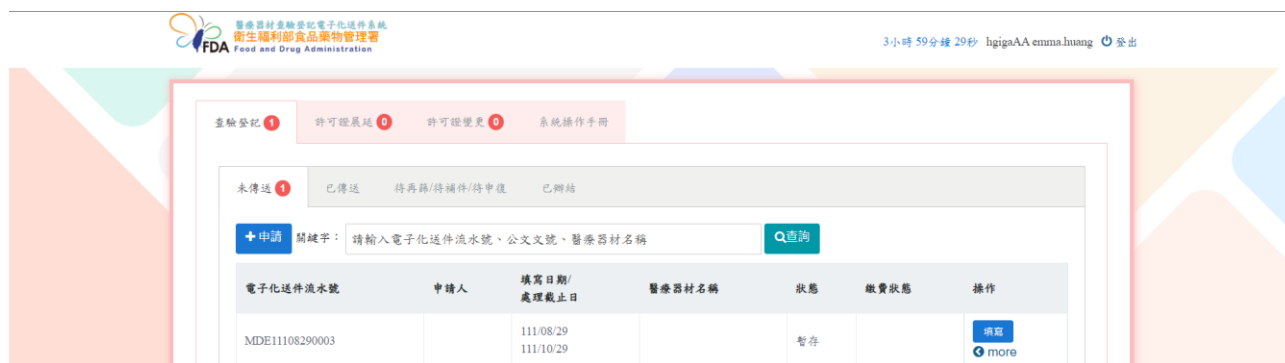 醫療器材查驗登記電子化送件系統
衛生福利部食品藥物管理署
FDA Food and Drug Administration
3小時 59分鐘 29秒 hgigaAA emma.huang 登出
查驗登記 1 許可證展延 0 許可證變更 0 系統操作手冊
未傳送 1 已傳送 待再篩/待補件/待申復 已辦結
申請 關鍵字： 請輸入電子化送件流水號、公文文號、醫療器材名稱 查詢
電子化送件流水號 申請人 填寫日期/ 醫療器材名稱 狀態 繳費狀態 操作
處理截止日
MDE11108290003 111/08/29 暫存 填寫
111/10/29 more